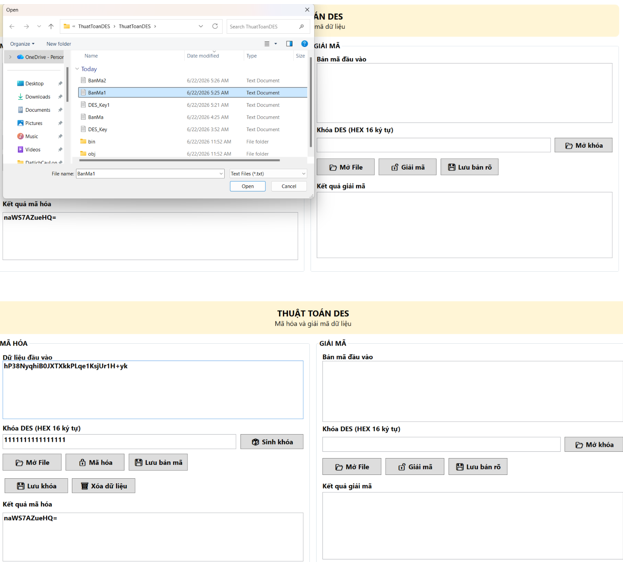 Open
ThuatToanDES > ThuatToanDES >
Search ThuatToanDES
Organize
New folder
OneDrive - Person
Desktop
Downloads
Documents
Pictures
Music
Videos
Name
Date modified
Type
Size
Today
BanMa2
6/22/2026 5:26 AM
Text Document
BanMa1
6/22/2026 5:25 AM
Text Document
DES_Key1
6/22/2026 5:21 AM
Text Document
BanMa
6/22/2026 4:25 AM
Text Document
DES_Key
6/22/2026 3:52 AM
Text Document
bin
6/22/2026 11:52 AM
File folder
obj
6/22/2026 11:52 AM
File folder
File name:
BanMa1
Text Files (*.txt)
Open
Cancel
ÁN DES
mã dữ liệu
GIẢI MÃ
Bản mã đầu vào
Khóa DES (HEX 16 ký tự)
Mở khóa
Mở File
Giải mã
Lưu bản rõ
Kết quả giải mã
Kết quả mã hóa
naWS7AZueHQ=
THUẬT TOÁN DES
Mã hóa và giải mã dữ liệu
MÃ HÓA
Dữ liệu đầu vào
hP38NyqhiB0JXTXkkPLqe1KsjUr1H+yk
Khóa DES (HEX 16 ký tự)
1111111111111111
Sinh khóa
Mở File
Mã hóa
Lưu bản mã
Lưu khóa
Xóa dữ liệu
Kết quả mã hóa
naWS7AZueHQ=
GIẢI MÃ
Bản mã đầu vào
Khóa DES (HEX 16 ký tự)
Mở khóa
Mở File
Giải mã
Lưu bản rõ
Kết quả giải mã